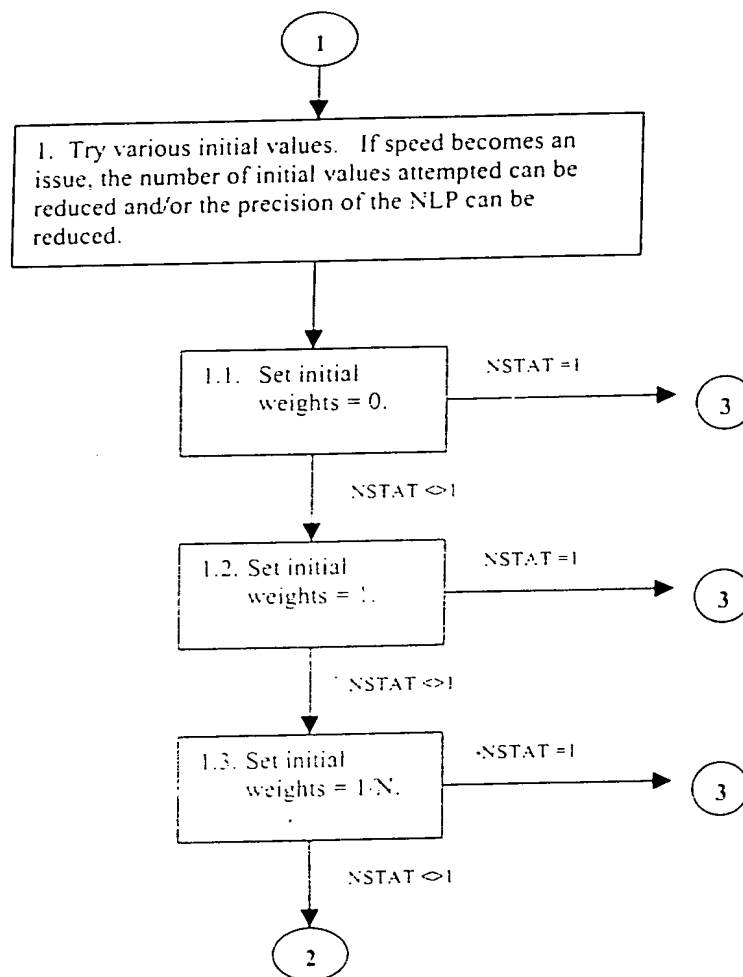 1
1. Try various initial values. If speed becomes an
issue, the number of initial values attempted can be
reduced and/or the precision of the NLP can be
reduced.
1.1. Set initial
weights = 0.
NSTAT =1
3
NSTAT <>1
1.2. Set initial
weights = 1.
NSTAT =1
3
NSTAT <>1
1.3. Set initial
weights = 1/N.
NSTAT =1
3
NSTAT <>1
2